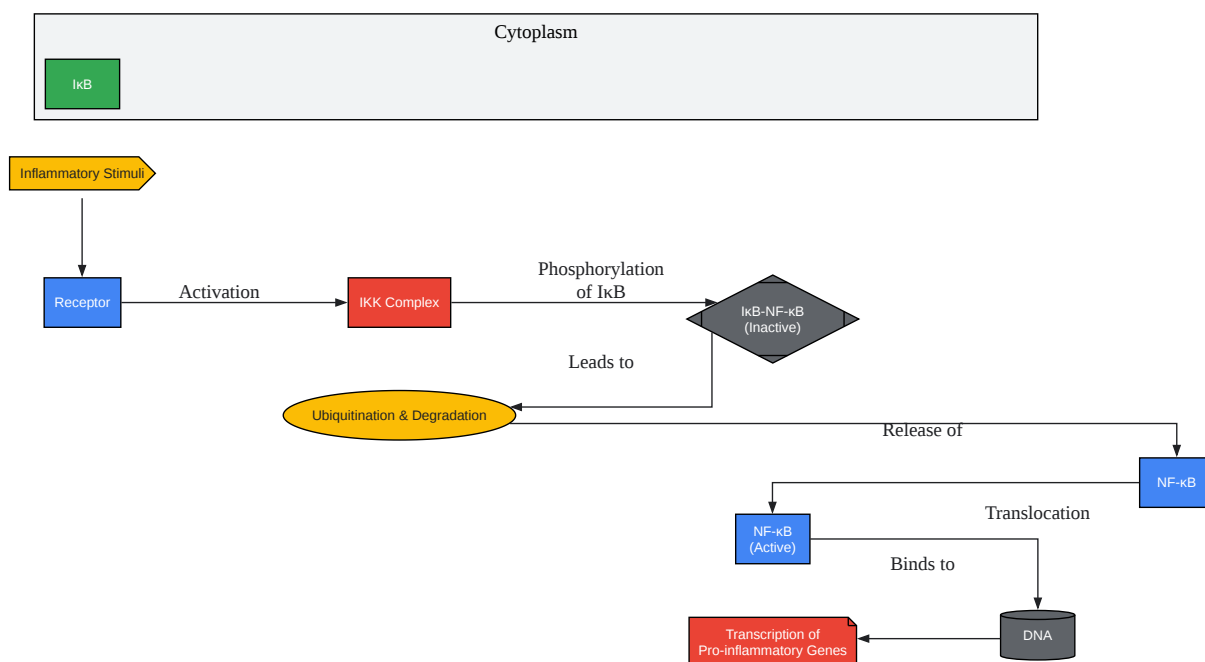 Cytoplasm
IκB
Inflammatory Stimuli
Receptor
Activation
IKK Complex
Phosphorylation
of IκB
IκB-NF-κB
(Inactive)
Leads to
Ubiquitination & Degradation
Release of
NF-κB
Translocation
NF-κB
(Active)
Binds to
DNA
Transcription of
Pro-inflammatory Genes